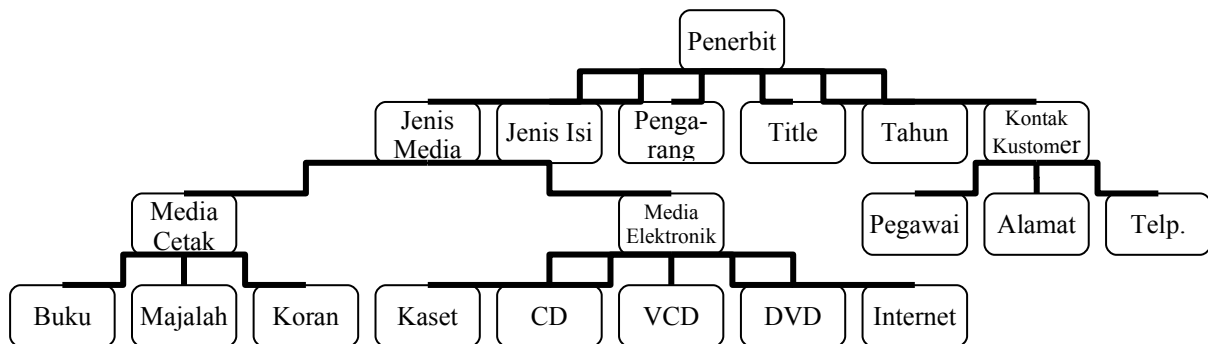 Penerbit
Jenis
Media
Jenis Isi
Penga-
rang
Title
Tahun
Kontak
Kustomer
Media
Cetak
Media
Elektronik
Pegawai
Alamat
Telp.
Buku
Majalah
Koran
Kaset
CD
VCD
DVD
Internet